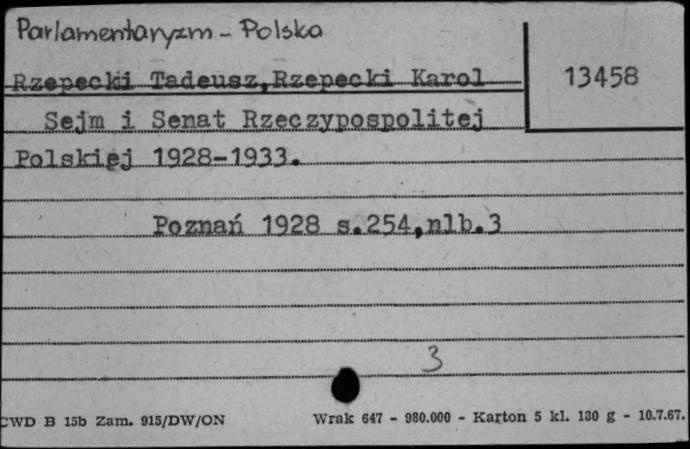 Parlamentaryzm - Polska
Rzepecki Tadeusz,Rzepecki Karol
13458
Sejm i Senat Rzeczypospolitej
Polskiej 1928-1933.
Poznań 1928 s.254,nlb.3
3
CWD B 15b Zam. 915/DW/ON
Wrak 647 - 980.000 - Karton 5 kl. 180 g - 10.7.67.